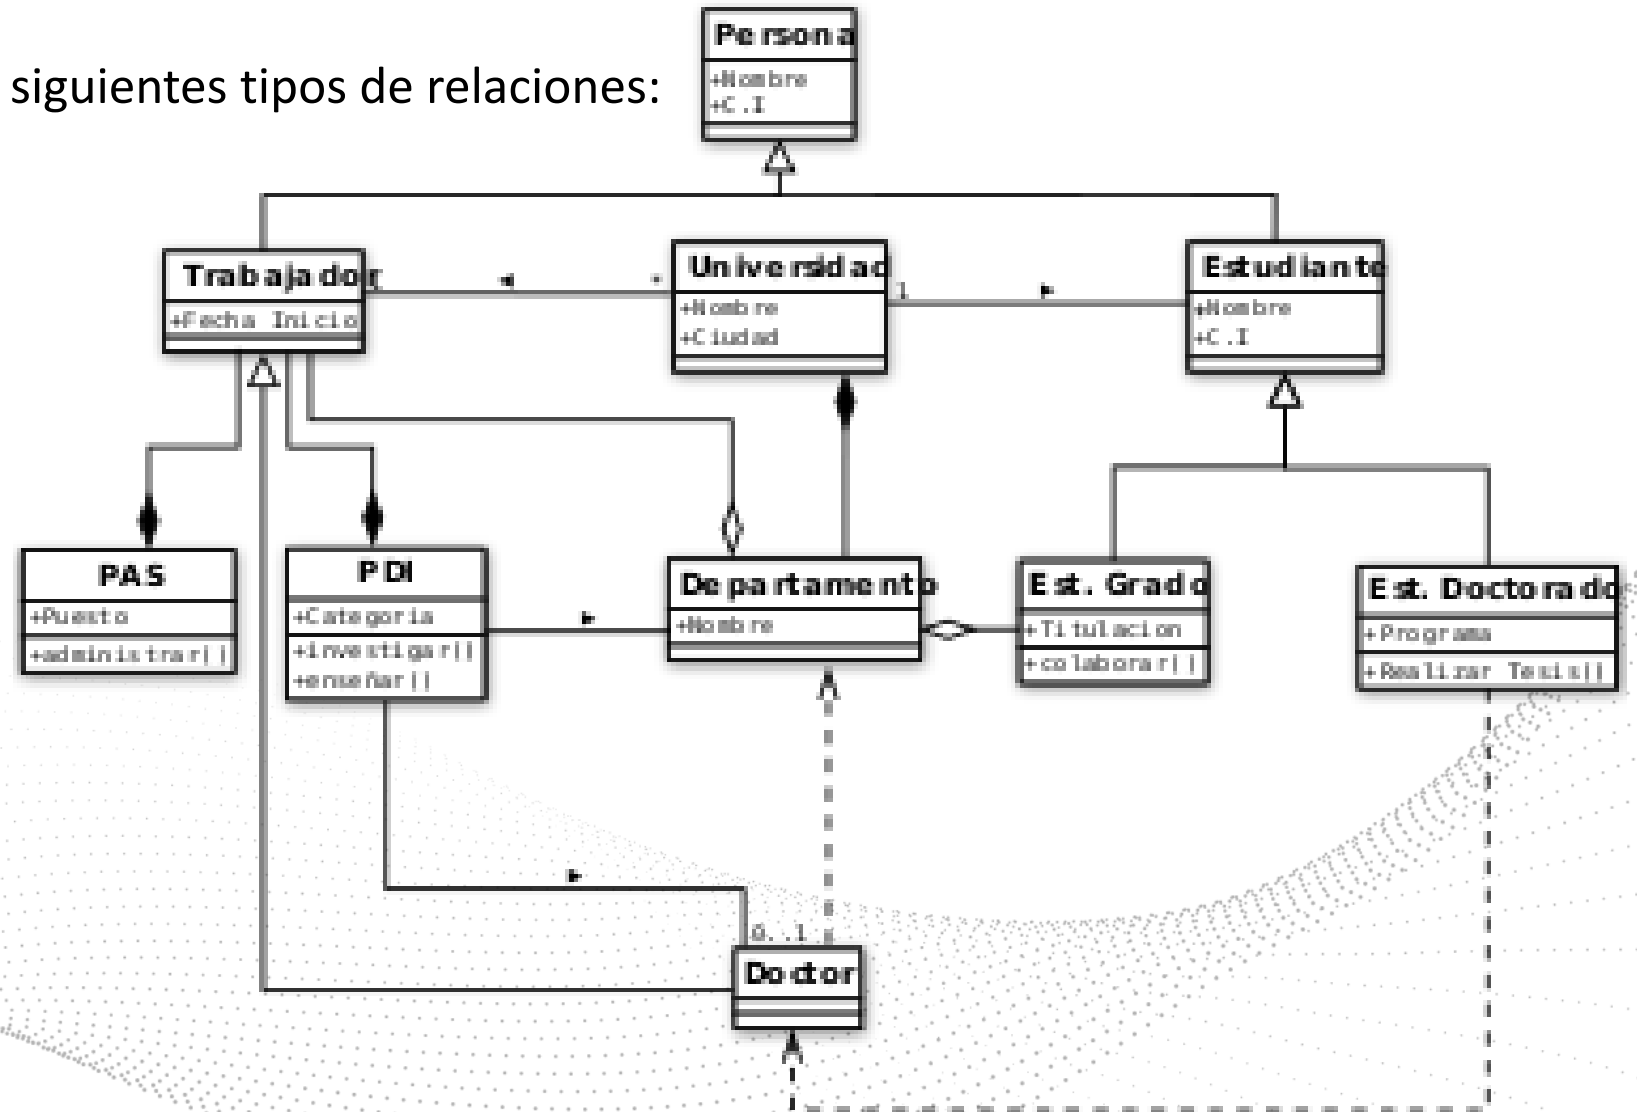 Persona
siguientes tipos de relaciones:
+Nombre
+C.I
Trabajador
+Fecha Inicio
*
Universidad
+Nombre
+Ciudad
1
Estudiante
+Nombre
+C.I
PAS
+Puesto
+administrar()
PDI
+Categoria
+investigar()
+enseñar()
Departamento
+Nombre
Est. Grado
+Titulacion
+colaborar()
Est. Doctorado
+Programa
+Realizar Tesis()
0..1
Doctor